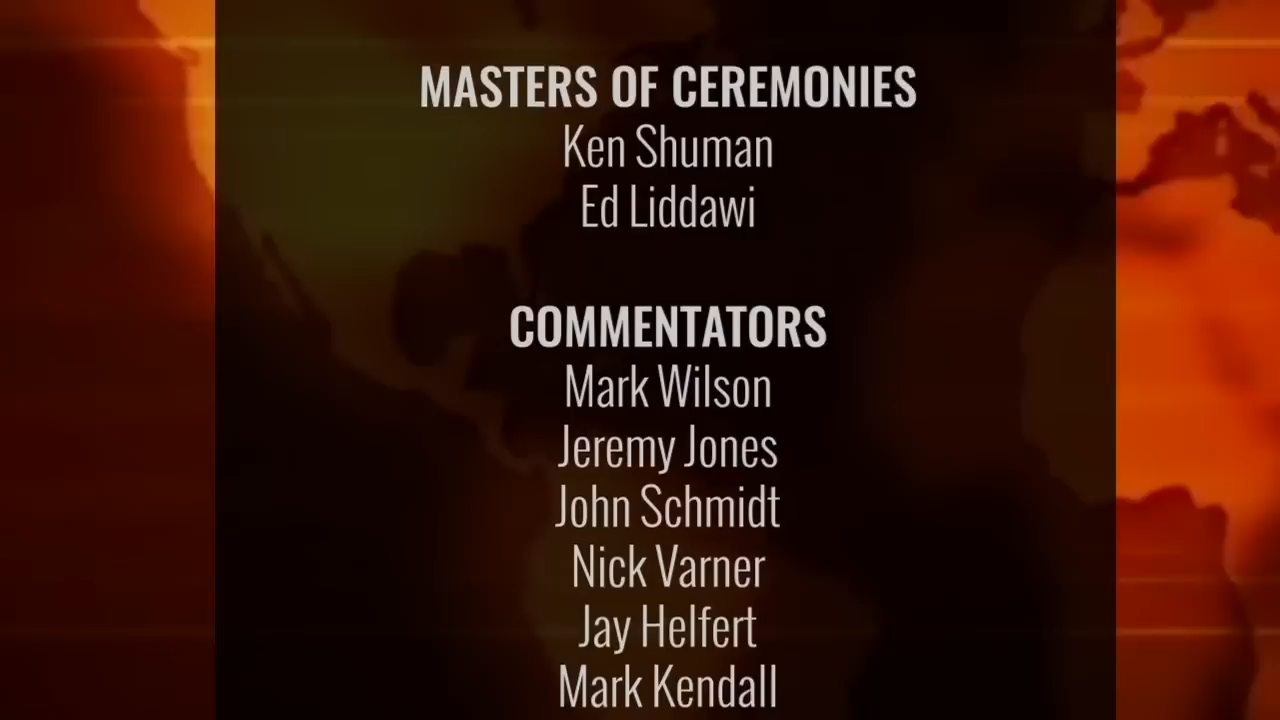 MASTERS OF CEREMONIES
Ken Shuman
Ed Liddawi
COMMENTATORS
Mark Wilson
Jeremy Jones
John Schmidt
Nick Varner
Jay Helfert
Mark Kendall